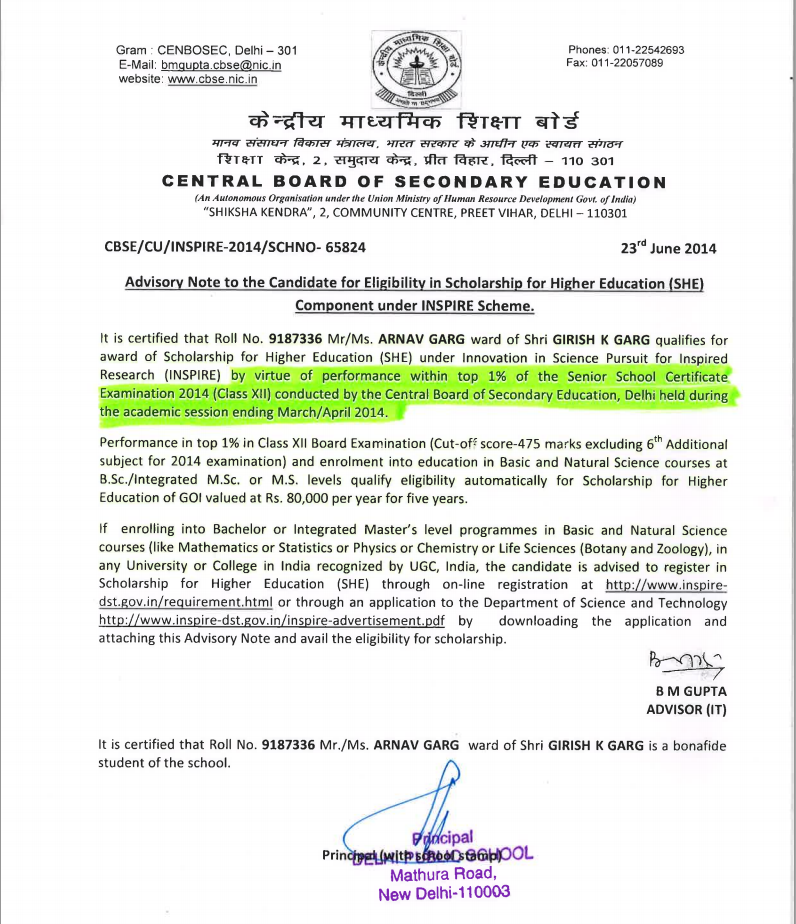 Gram : CENBOSEC, Delhi – 301
E-Mail: bmgupta.cbse@nic.in
website: www.cbse.nic.in
Phones: 011-22542693
Fax: 011-22057089
केन्द्रीय माध्यमिक शिक्षा बोर्ड
मानव संसाधन विकास मंत्रालय, भारत सरकार के आधीन एक स्वायत संगठन
शिक्षा केन्द्र, 2, समुदाय केन्द्र, प्रीत विहार, दिल्ली – 110 301
CENTRAL BOARD OF SECONDARY EDUCATION
(An Autonomous Organisation under the Union Ministry of Human Resource Development Govt. of India)
“SHIKSHA KENDRA”, 2, COMMUNITY CENTRE, PREET VIHAR, DELHI – 110301
CBSE/CU/INSPIRE-2014/SCHNO- 65824
23rd June 2014
Advisory Note to the Candidate for Eligibility in Scholarship for Higher Education (SHE)
Component under INSPIRE Scheme.
It is certified that Roll No. 9187336 Mr/Ms. ARNAV GARG ward of Shri GIRISH K GARG qualifies for
award of Scholarship for Higher Education (SHE) under Innovation in Science Pursuit for Inspired
Research (INSPIRE) by virtue of performance within top 1% of the Senior School Certificate
Examination 2014 (Class XII) conducted by the Central Board of Secondary Education, Delhi held during
the academic session ending March/April 2014.
Performance in top 1% in Class XII Board Examination (Cut-off score-475 marks excluding 6th Additional
subject for 2014 examination) and enrolment into education in Basic and Natural Science courses at
B.Sc./Integrated M.Sc. or M.S. levels qualify eligibility automatically for Scholarship for Higher
Education of GOI valued at Rs. 80,000 per year for five years.
If enrolling into Bachelor or Integrated Master’s level programmes in Basic and Natural Science
courses (like Mathematics or Statistics or Physics or Chemistry or Life Sciences (Botany and Zoology), in
any University or College in India recognized by UGC, India, the candidate is advised to register in
Scholarship for Higher Education (SHE) through on-line registration at http://www.inspire-
dst.gov.in/requirement.html or through an application to the Department of Science and Technology
http://www.inspire-dst.gov.in/inspire-advertisement.pdf by downloading the application and
attaching this Advisory Note and avail the eligibility for scholarship.
B M GUPTA
ADVISOR (IT)
It is certified that Roll No. 9187336 Mr./Ms. ARNAV GARG ward of Shri GIRISH K GARG is a bonafide
student of the school.
Principal
Principal (with school stamp)
SCHOOL
Mathura Road,
New Delhi-110003